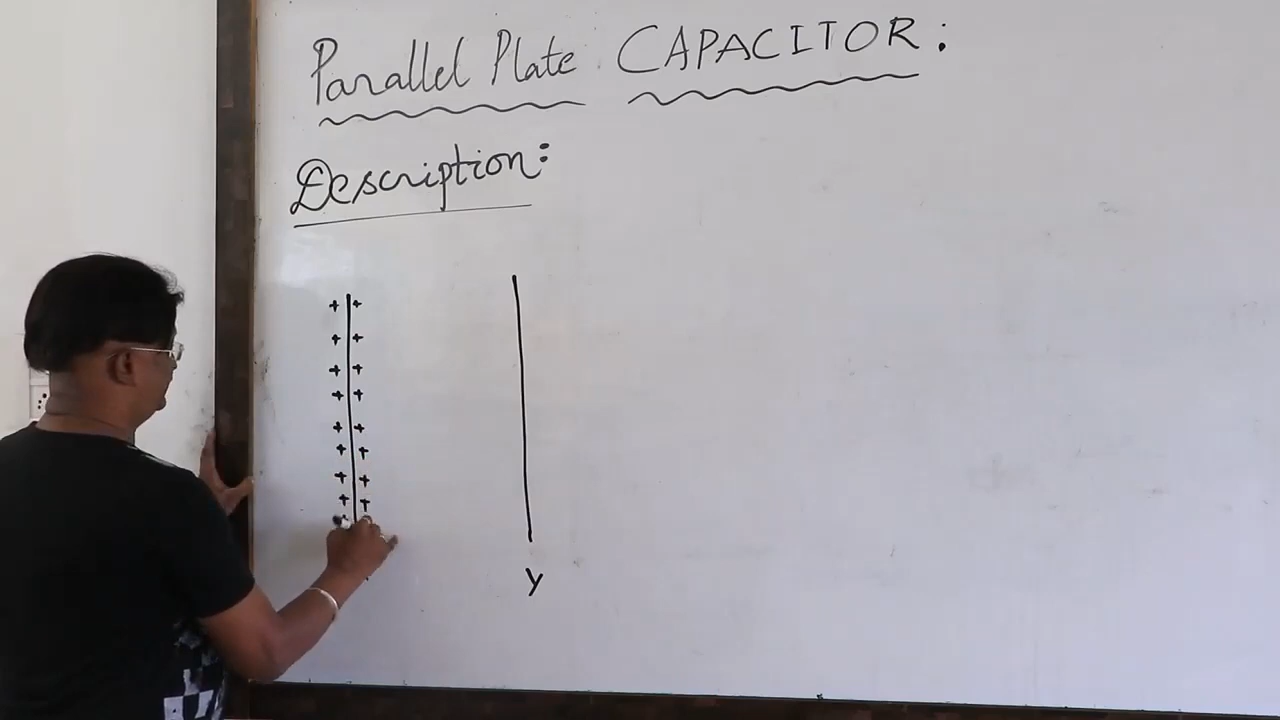 Parallel Plate CAPACITOR:
Description:
+ +
+ +
+ +
+ +
+ +
+ +
+ +
+ +
y